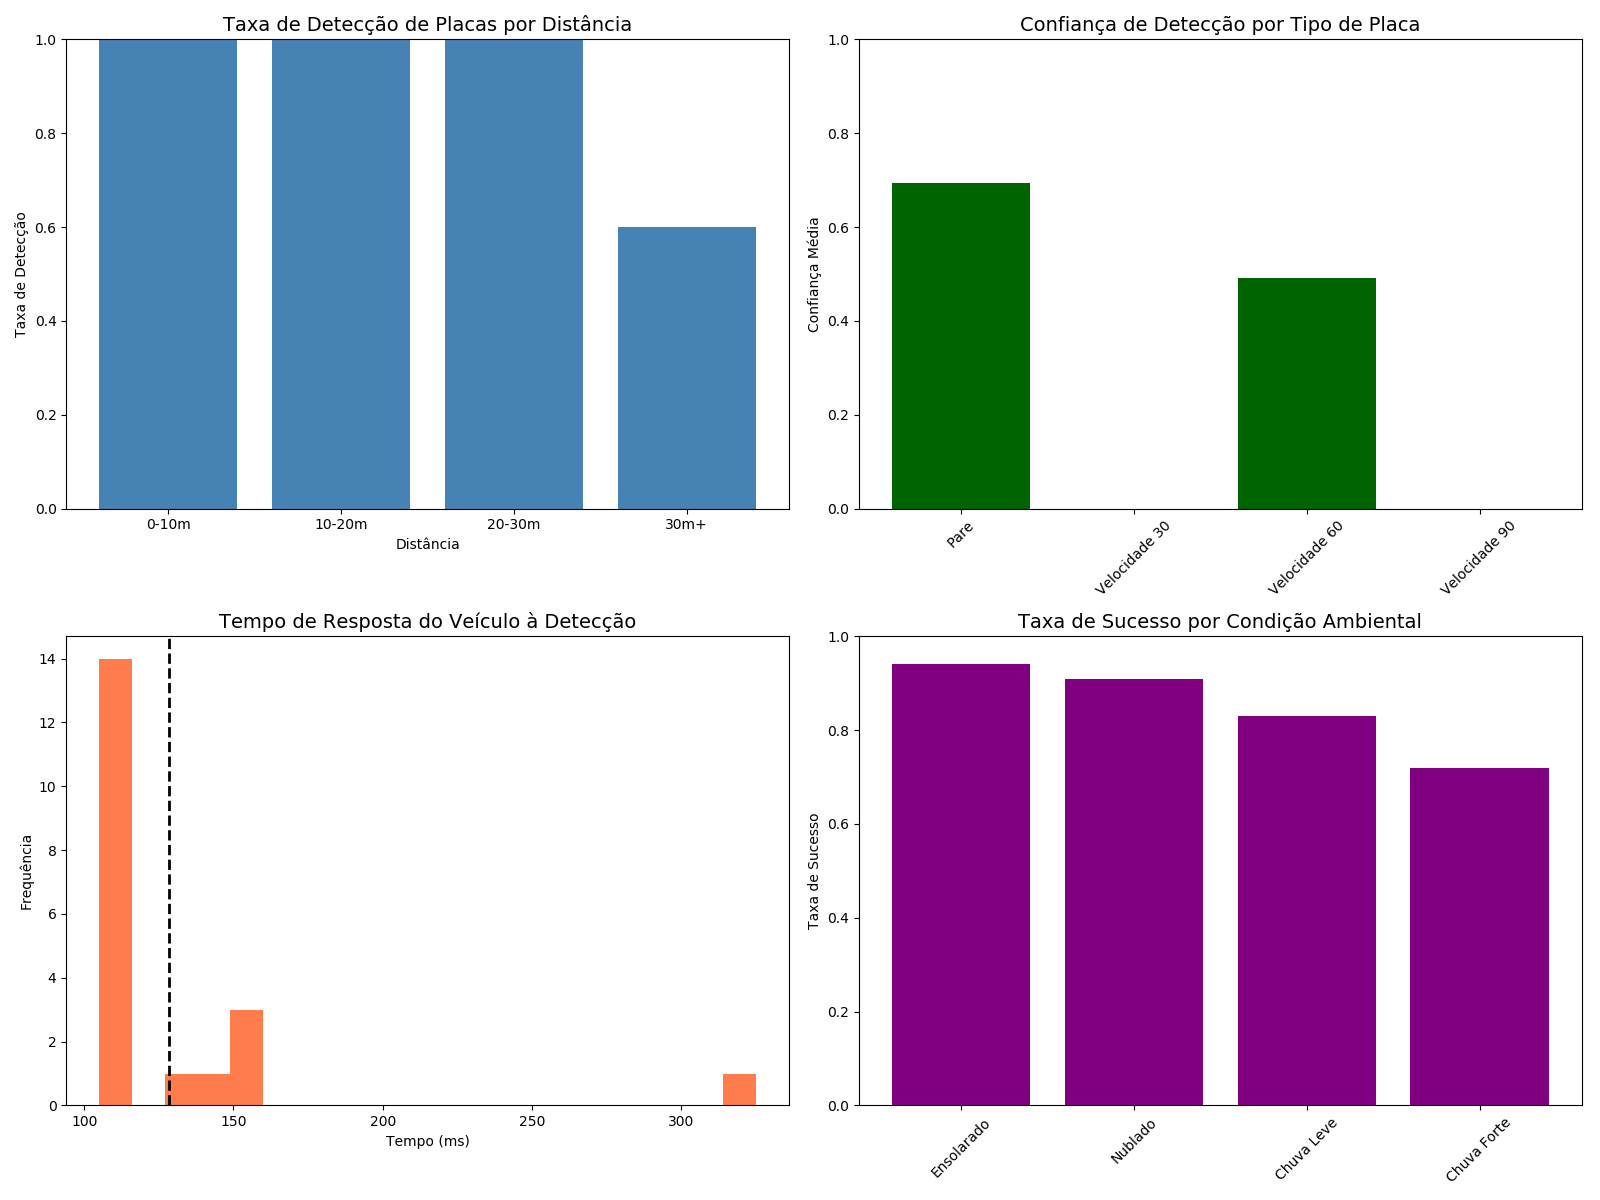 Taxa de Detecção de Placas por Distância
1.0
0.8
0.6
0.4
0.2
0.0
Taxa de Detecção
0-10m 10-20m 20-30m 30m+
Distância
Confiança de Detecção por Tipo de Placa
1.0
0.8
0.6
0.4
0.2
0.0
Confiança Média
Pare
Velocidade 30
Velocidade 60
Velocidade 90
Tempo de Resposta do Veículo à Detecção
14
12
10
8
6
4
2
0
Frequência
100 150 200 250 300
Tempo (ms)
Taxa de Sucesso por Condição Ambiental
1.0
0.8
0.6
0.4
0.2
0.0
Taxa de Sucesso
Ensolarado
Nublado
Chuva Leve
Chuva Forte